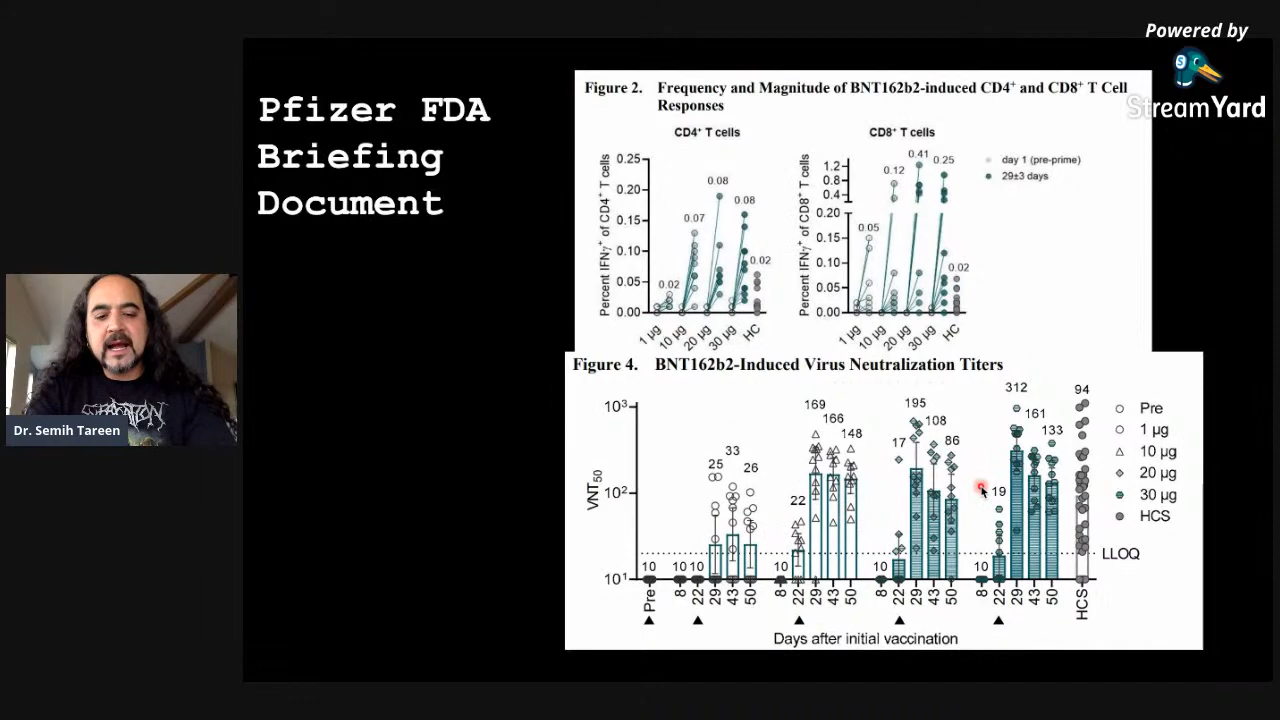 Powered by
StreamYard
Pfizer FDA
Briefing
Document
Figure 2. Frequency and Magnitude of BNT162b2-induced CD4+ and CD8+ T Cell
Responses
CD4+ T cells
Percent IFNγ+ of CD4+ T cells
0.25
0.20
0.15
0.10
0.05
0.00
0.02
0.07
0.08
0.08
0.02
1 µg
10 µg
20 µg
30 µg
HC
CD8+ T cells
Percent IFNγ+ of CD8+ T cells
1.2
0.8
0.4
0.20
0.15
0.10
0.05
0.00
0.05
0.12
0.41
0.25
0.02
1 µg
10 µg
20 µg
30 µg
HC
day 1 (pre-prime)
29±3 days
Figure 4. BNT162b2-Induced Virus Neutralization Titers
VNT50
10³
10²
10¹
10
10 10 25 33 26
10 22 169 166 148
10 17 195 108 86
10 19 312 161 133
94
LLOQ
Pre
8 22 29 43 50
8 22 29 43 50
8 22 29 43 50
8 22 29 43 50
HCS
Days after initial vaccination
Pre
1 µg
10 µg
20 µg
30 µg
HCS
Dr. Semih Tareen